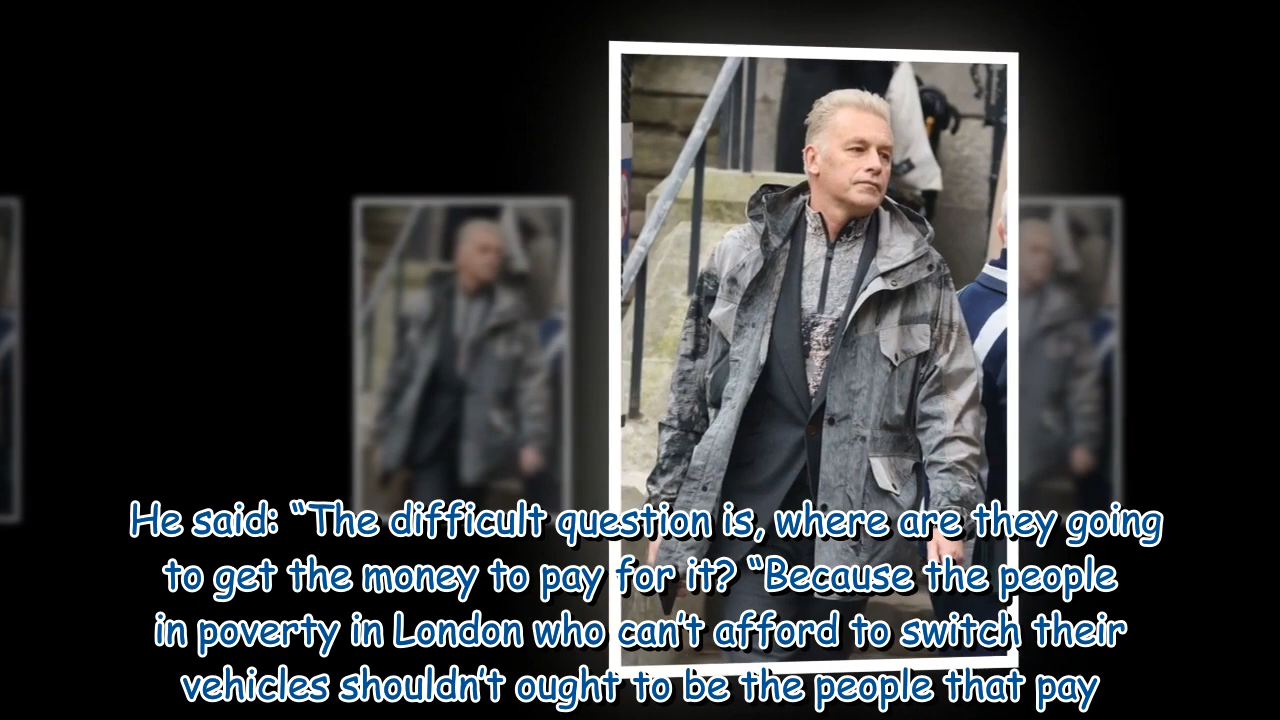 He said: “The difficult question is, where are they going
to get the money to pay for it? “Because the people
in poverty in London who can’t afford to switch their
vehicles shouldn’t ought to be the people that pay